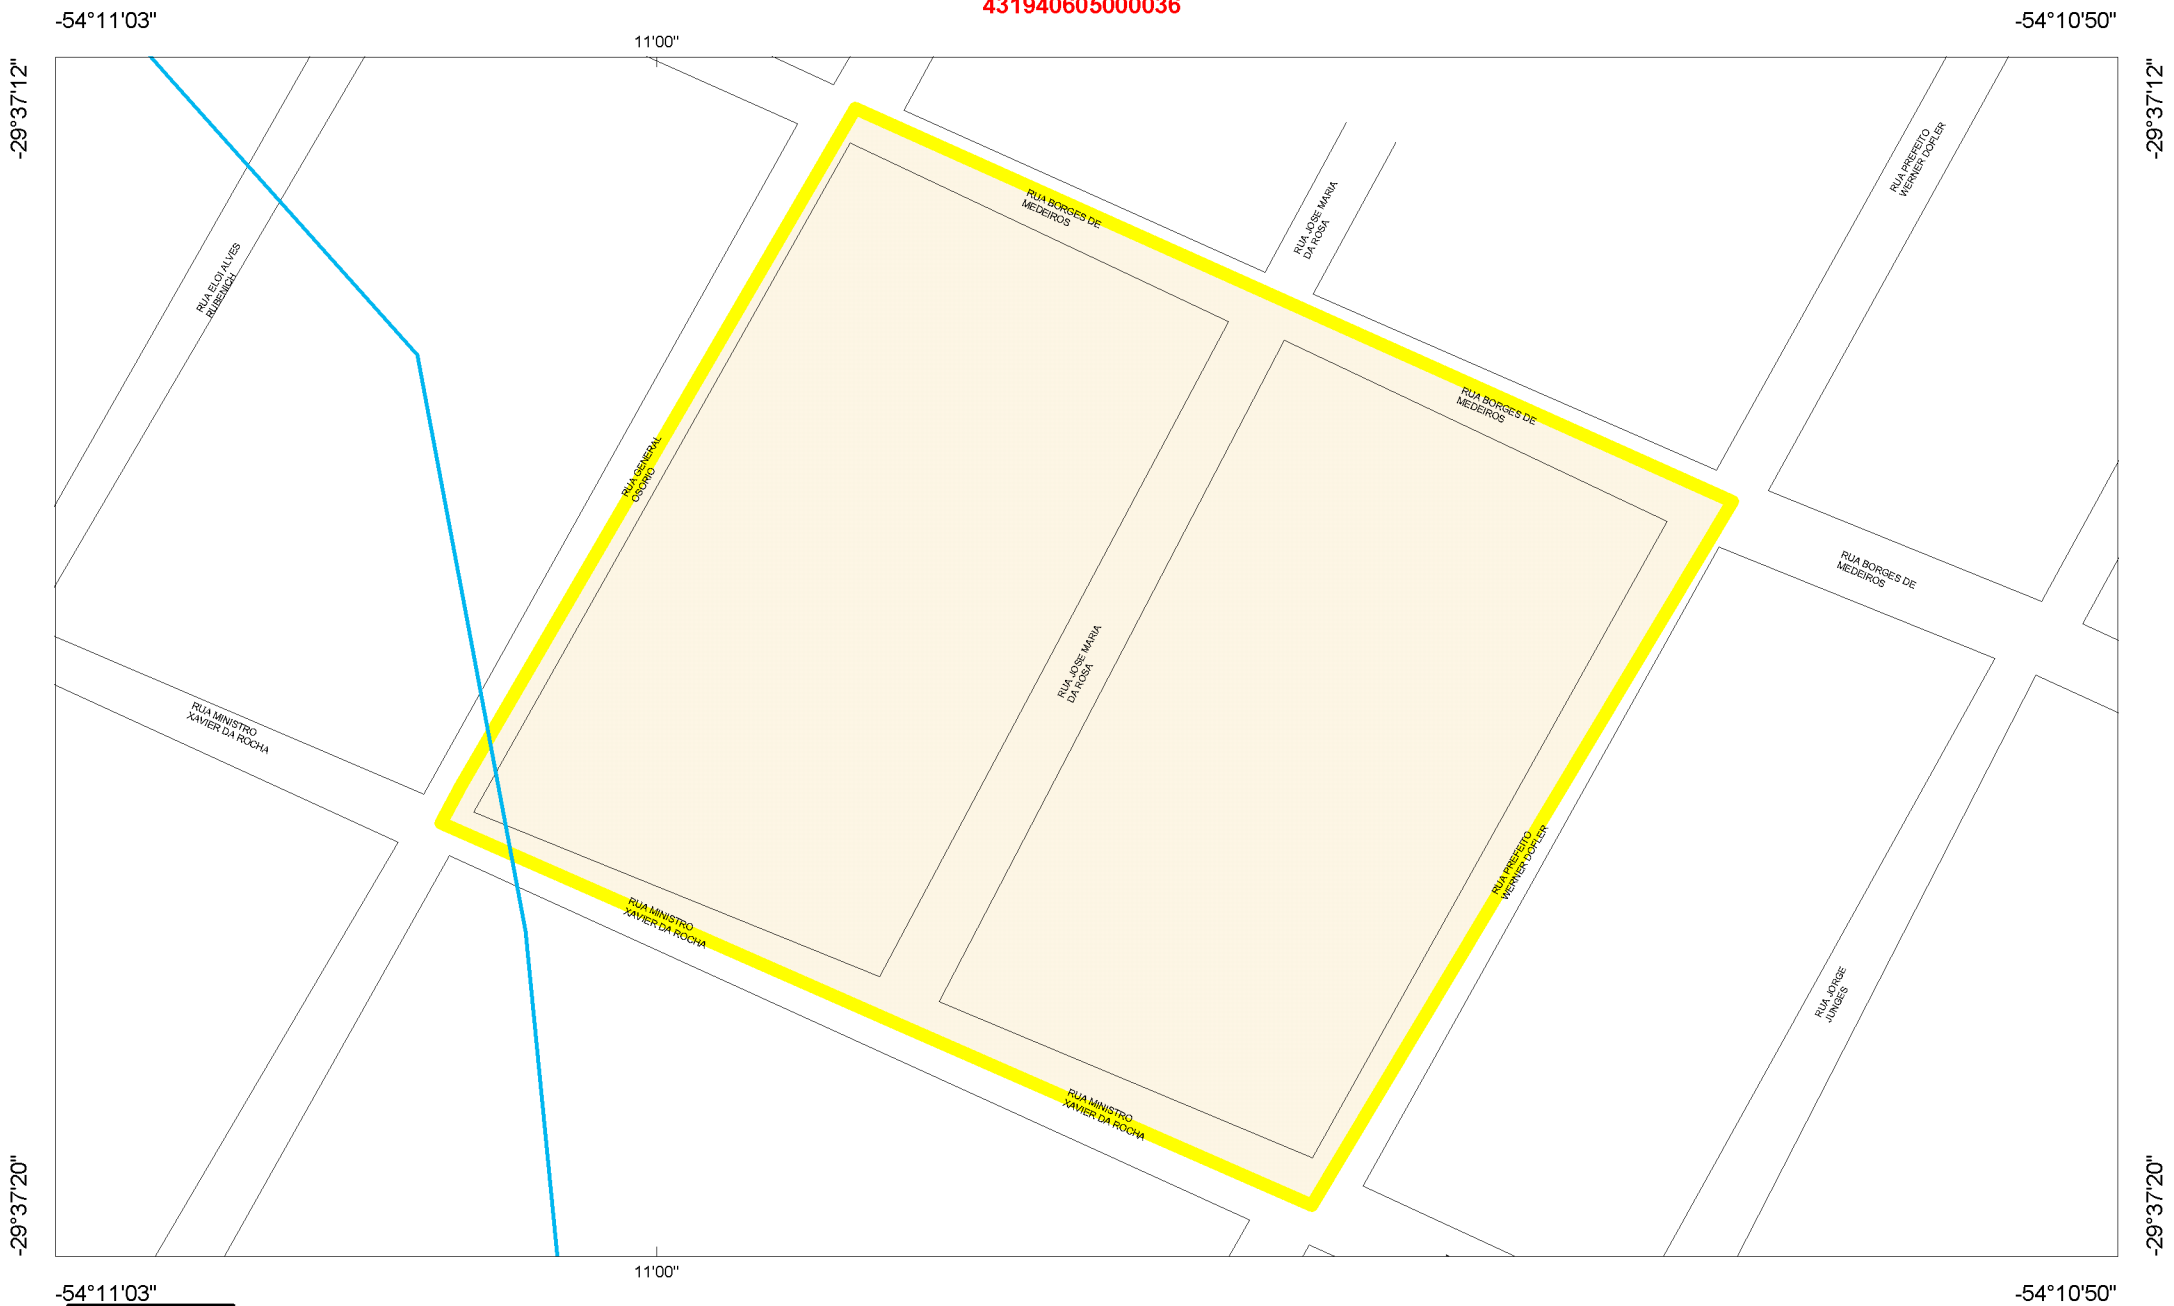 431940605000036
-54°11'03"
-54°10'50"
11'00"
-29°37'12"
-29°37'12"
RUA PREFEITO
WERNER DOFLER
RUA BORGES DE
MEDEIROS
RUA JOSE MARIA
DA ROSA
RUA ELOI ALVES
RUBENICH
RUA BORGES DE
MEDEIROS
RUA GENERAL
OSORIO
RUA BORGES DE
MEDEIROS
RUA JOSE MARIA
DA ROSA
RUA MINISTRO
XAVIER DA ROCHA
RUA PREFEITO
WERNER DOFLER
RUA MINISTRO
XAVIER DA ROCHA
RUA JORGE
JUNGES
RUA MINISTRO
XAVIER DA ROCHA
-29°37'20"
-29°37'20"
11'00"
-54°11'03"
-54°10'50"